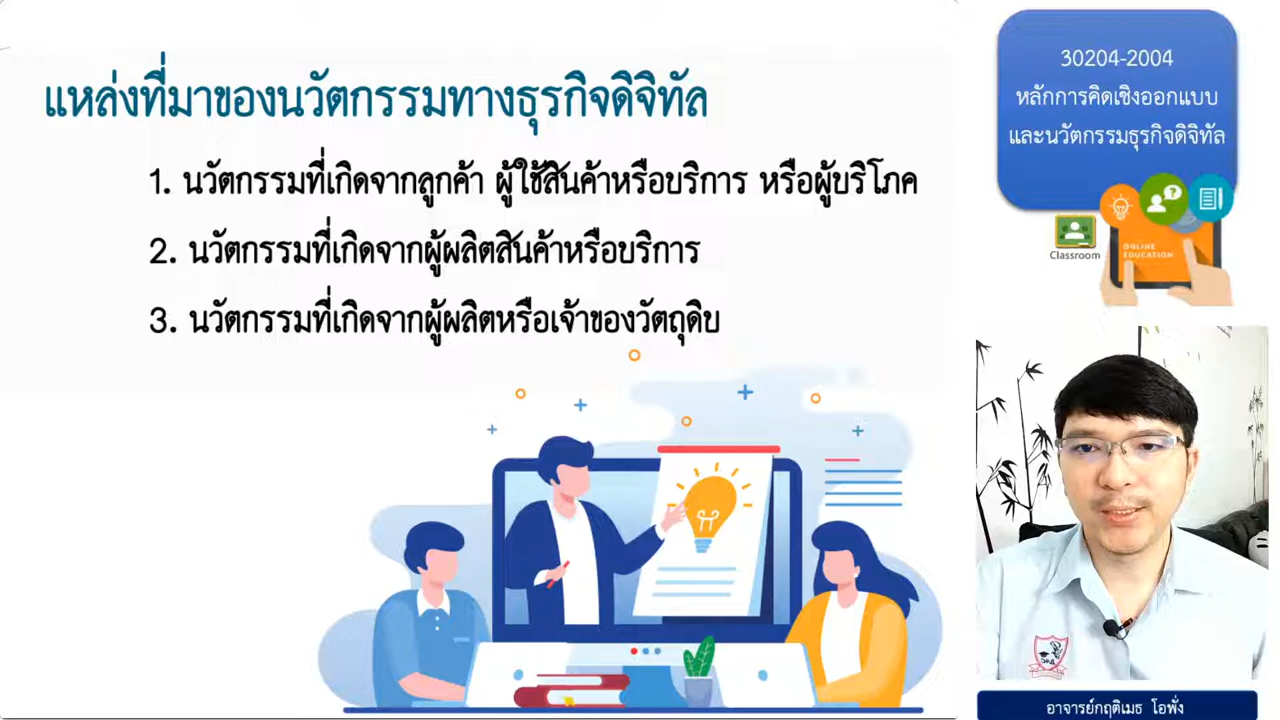 แหล่งที่มาของนวัตกรรมทางธุรกิจดิจิทัล
1. นวัตกรรมที่เกิดจากลูกค้า ผู้ใช้สินค้าหรือบริการ หรือผู้บริโภค
2. นวัตกรรมที่เกิดจากผู้ผลิตสินค้าหรือบริการ
3. นวัตกรรมที่เกิดจากผู้ผลิตหรือเจ้าของวัตถุดิบ
30204-2004
หลักการคิดเชิงออกแบบ
และนวัตกรรมธุรกิจดิจิทัล
Classroom
ONLINE
EDUCATION
อาจารย์กฤติเมธ โอพั่ง